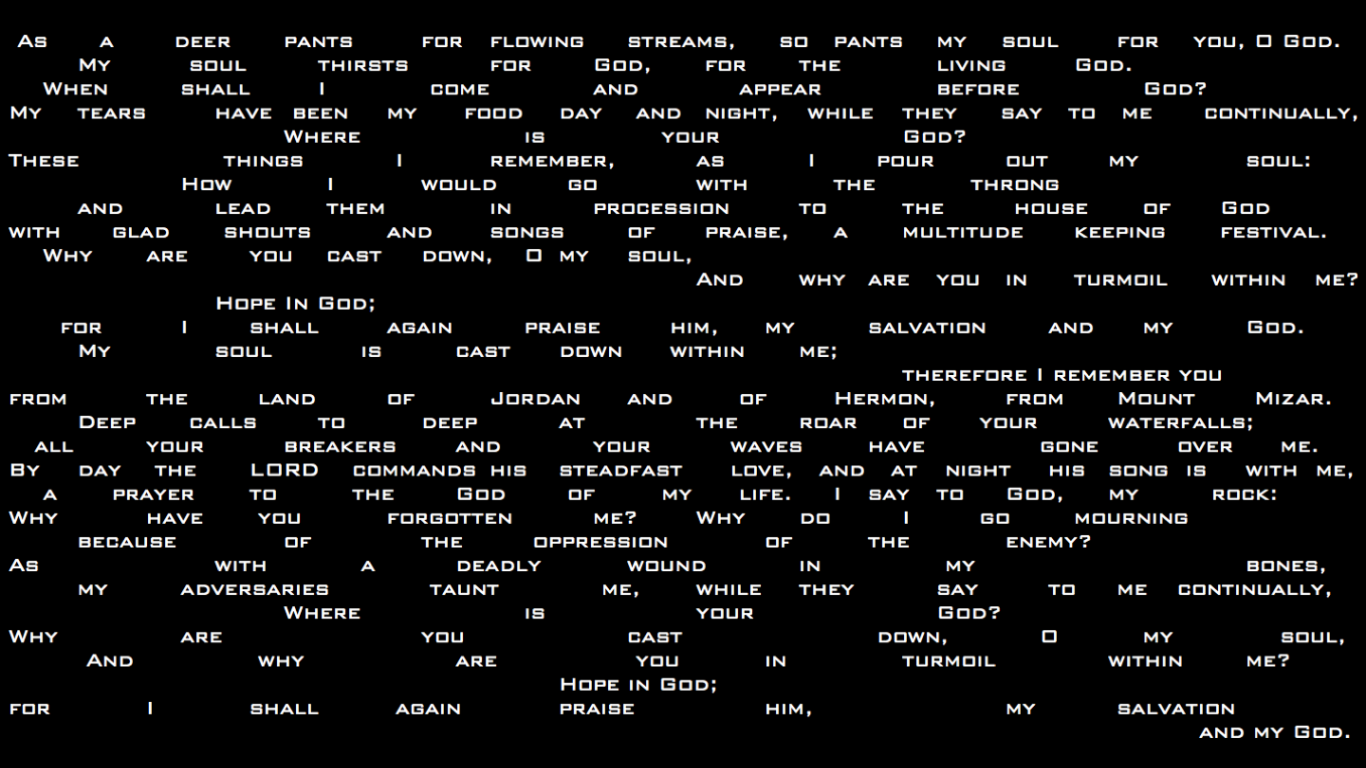 As a deer pants for flowing streams, so pants my soul for you, O God.
My soul thirsts for God, for the living God.
When shall I come and appear before God?
My tears have been my food day and night, while they say to me continually,
Where is your God?
These things I remember, as I pour out my soul:
How I would go with the throng
and lead them in procession to the house of God
with glad shouts and songs of praise, a multitude keeping festival.
Why are you cast down, O my soul,
And why are you in turmoil within me?
Hope In God;
for I shall again praise him, my salvation and my God.
My soul is cast down within me;
therefore I remember you
from the land of Jordan and of Hermon, from Mount Mizar.
Deep calls to deep at the roar of your waterfalls;
all your breakers and your waves have gone over me.
By day the LORD commands his steadfast love, and at night his song is with me,
a prayer to the God of my life. I say to God, my rock:
Why have you forgotten me? Why do I go mourning
because of the oppression of the enemy?
As with a deadly wound in my bones,
my adversaries taunt me, while they say to me continually,
Where is your God?
Why are you cast down, O my soul,
And why are you in turmoil within me?
Hope in God;
for I shall again praise him, my salvation
and my God.